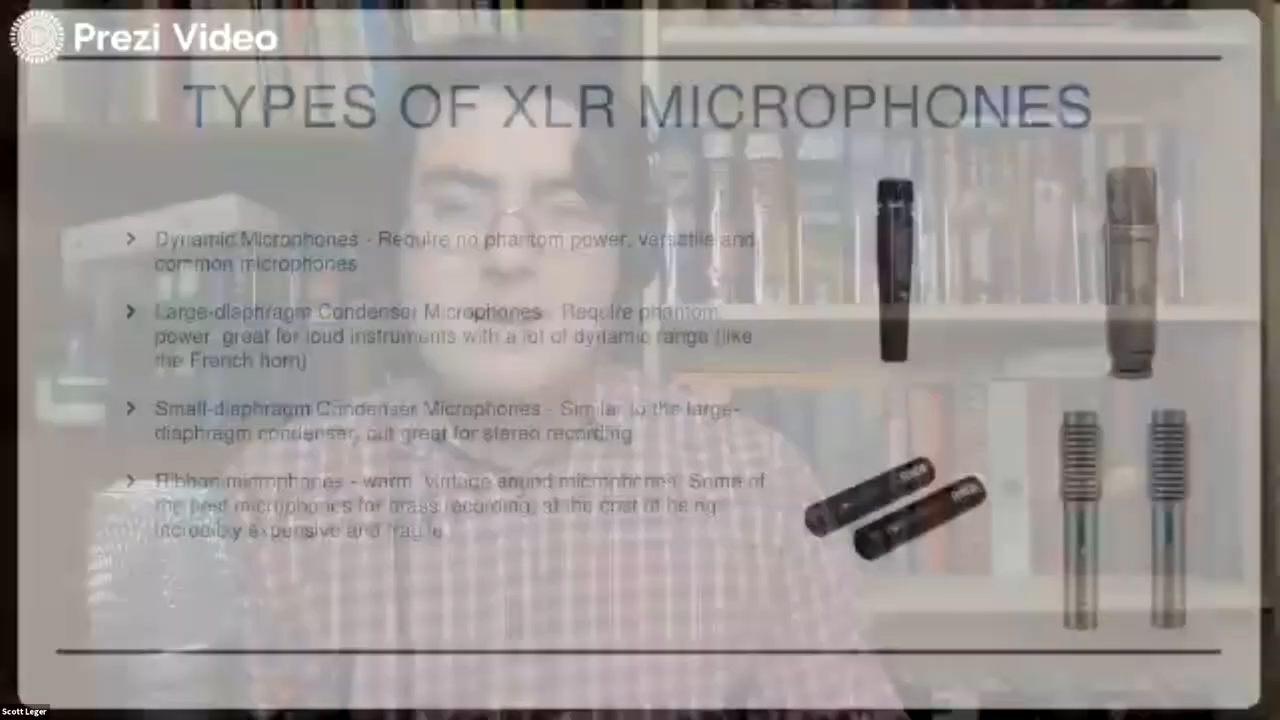 Prezi Video
TYPES OF XLR MICROPHONES
Dynamic Microphones - Require no phantom power, versatile and
common microphones
Large-diaphragm Condenser Microphones - Require phantom
power, great for loud instruments with a lot of dynamic range (like
the French horn)
Small-diaphragm Condenser Microphones - Similar to the large-
diaphragm condenser, but great for stereo recording
Ribbon microphones - warm, vintage sound microphones. Some of
the best microphones for brass recording, at the cost of being
incredibly expensive and fragile
Scott Leger